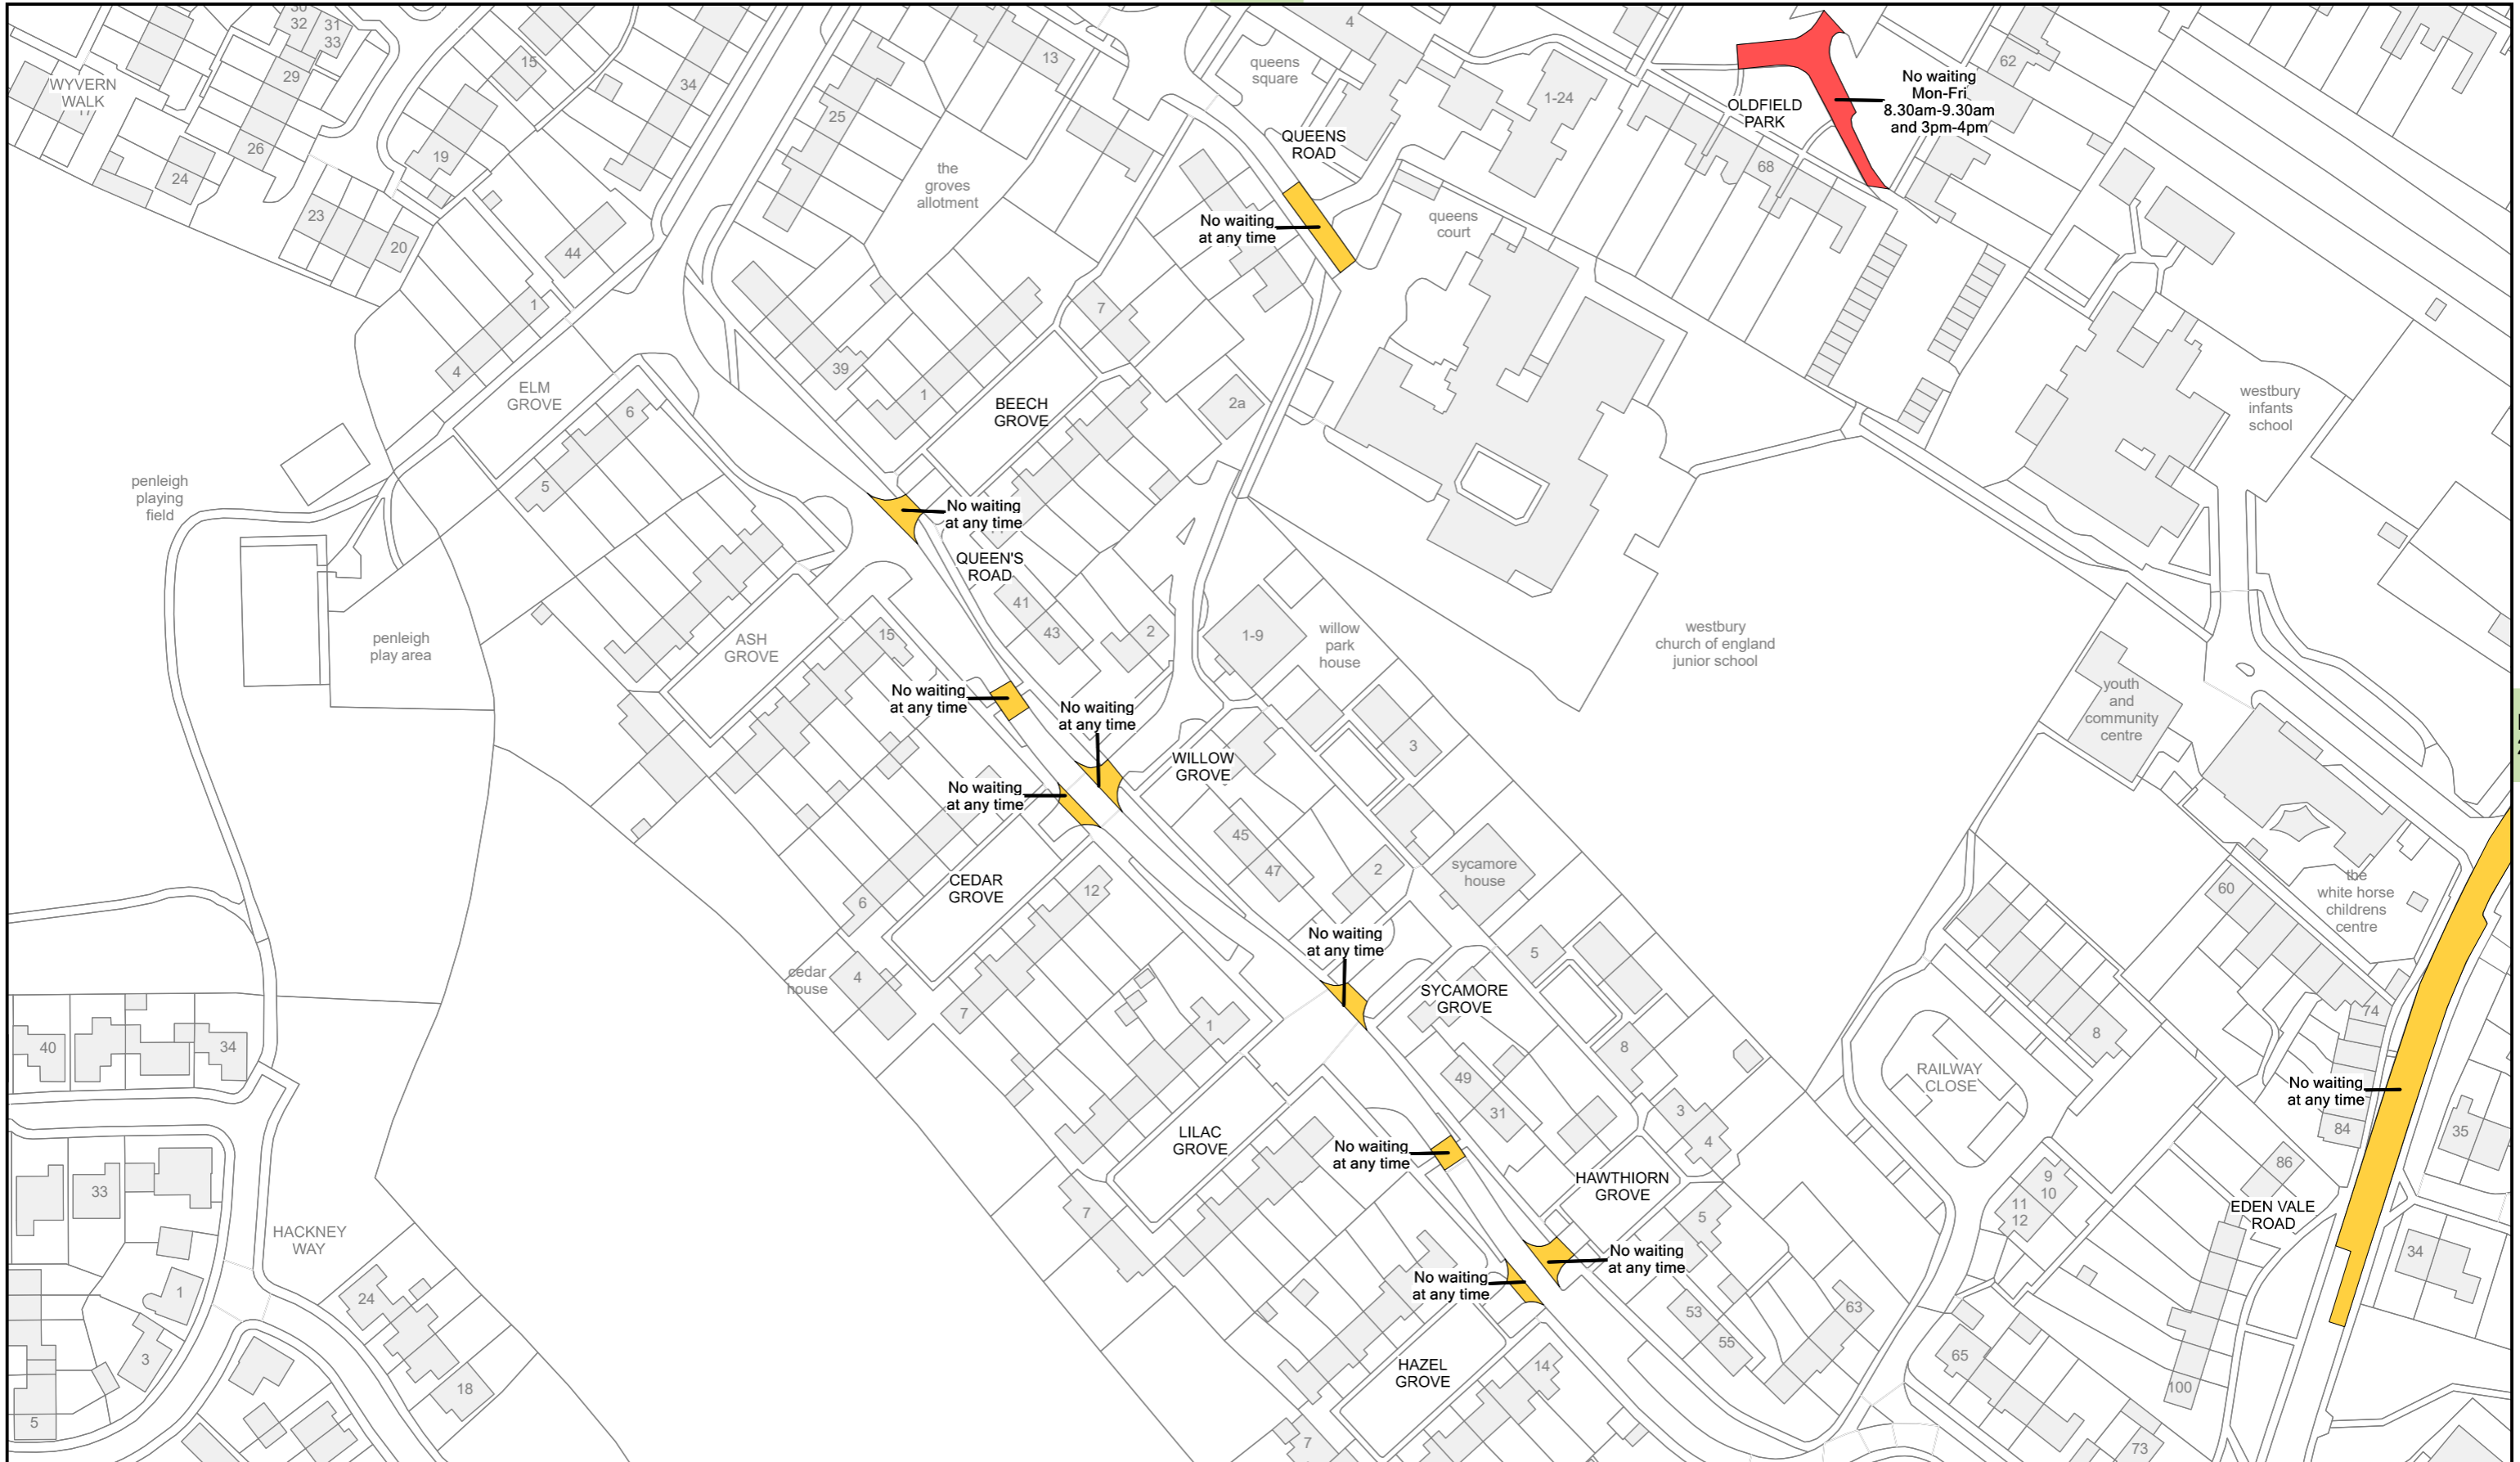 30
32
31
33
29
WYVERN
WALK
26
24
23
20
15
19
34
44
25
13
the
groves
allotment
4
queens
square
QUEENS
ROAD
1-24
OLDFIELD
PARK
No waiting
Mon-Fri
8.30am-9.30am
and 3pm-4pm
62
68
No waiting
at any time
queens
court
1
4
ELM
GROVE
6
5
39
1
BEECH
GROVE
7
2a
westbury
infants
school
penleigh
playing
field
No waiting
at any time
QUEEN'S
ROAD
41
43
2
1-9
willow
park
house
westbury
church of england
junior school
penleigh
play area
ASH
GROVE
15
No waiting
at any time
No waiting
at any time
WILLOW
GROVE
3
youth
and
community
centre
No waiting
at any time
45
47
2
sycamore
house
CEDAR
GROVE
12
6
cedar
house
4
7
60
the
white horse
childrens
centre
No waiting
at any time
5
SYCAMORE
GROVE
8
74
8
40
34
1
49
31
RAILWAY
CLOSE
No waiting
at any time
84
35
3
4
LILAC
GROVE
No waiting
at any time
HAWTHORN
GROVE
9
10
11
12
86
33
7
5
EDEN VALE
ROAD
HACKNEY
WAY
No waiting
at any time
No waiting
at any time
34
1
24
53
55
63
3
HAZEL
GROVE
14
65
18
100
5
7
73